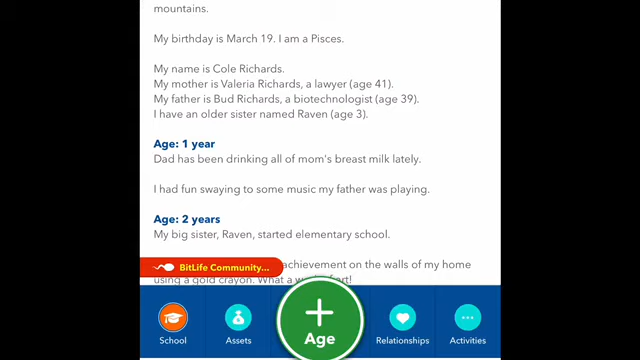 mountains.
My birthday is March 19. I am a Pisces.
My name is Cole Richards.
My mother is Valeria Richards, a lawyer (age 41).
My father is Bud Richards, a biotechnologist (age 39).
I have an older sister named Raven (age 3).
Age: 1 year
Dad has been drinking all of mom's breast milk lately.
I had fun swaying to some music my father was playing.
Age: 2 years
My big sister, Raven, started elementary school.
BitLife Community... achievement on the walls of my home
using a gold crayon. What a
School
Assets
Age
Relationships
Activities